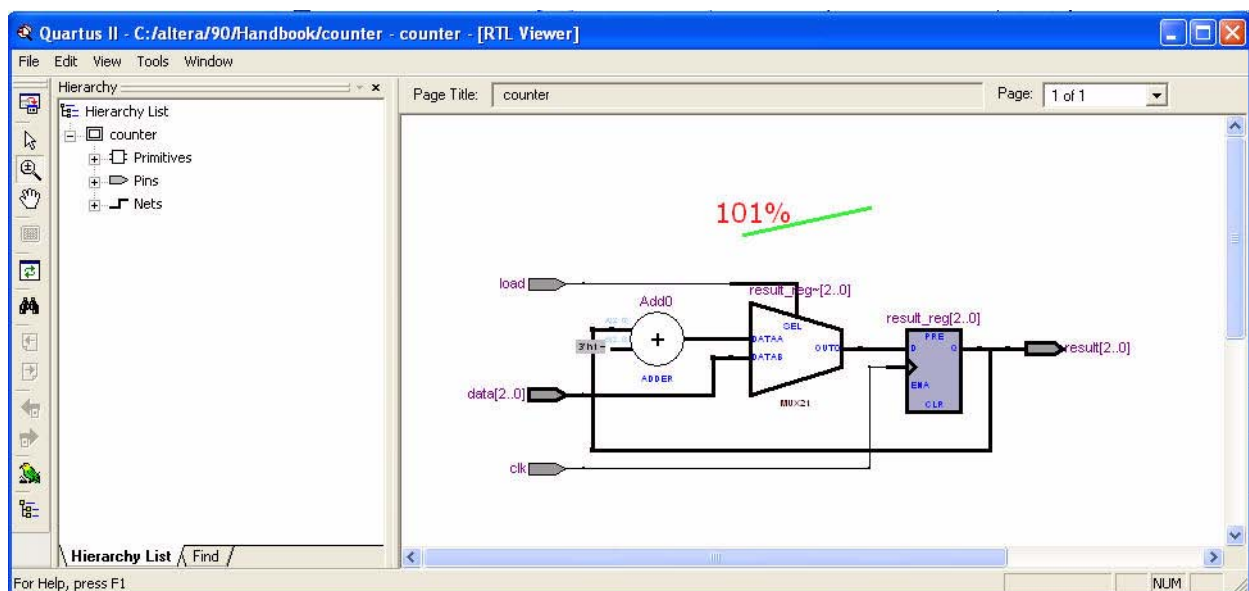 Quartus II - C:/altera/90/Handbook/counter - counter - [RTL Viewer]
File Edit View Tools Window
Hierarchy
Hierarchy List
counter
Primitives
Pins
Nets
Hierarchy List
Find
Page Title: counter
Page: 1 of 1
101%
load
Add0
result_reg~[2..0]
result_reg[2..0]
SEL
DATAA
DATAB
OUT0
MUX21
3'h1 -
+
ADDER
PRE
D
Q
ENA
CLR
result[2..0]
data[2..0]
clk
For Help, press F1
NUM